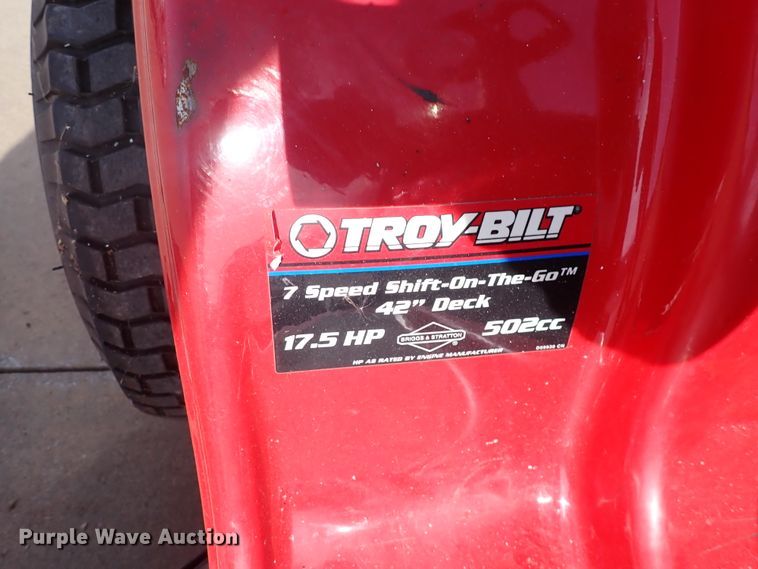 TROY-BILT®
7 Speed Shift-On-The-Go™
42" Deck
17.5 HP
BRIGGS & STRATTON
®
502cc
HP AS RATED BY ENGINE MANUFACTURER
Purple Wave Auction®